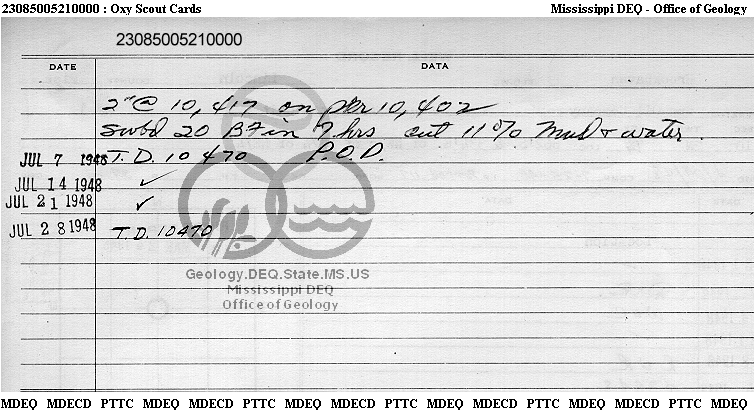 23085005210000 : Oxy Scout Cards Mississippi DEQ - Office of Geology
23085005210000
DATE DATA
2" @ 10,417 on pkr 10,402
Swbd 20 BF in 7 hrs cut 11% Mud & water.
JUL 7 1948 T.D. 10470 P.O.D.
JUL 14 1948 ✓
JUL 21 1948 ✓
JUL 28 1948 T.D. 10470
Geology.DEQ.State.MS.US
Mississippi DEQ
Office of Geology
MDEQ MDECD PTTC MDEQ MDECD PTTC MDEQ MDECD PTTC MDEQ MDECD PTTC MDEQ MDECD PTTC MDEQ